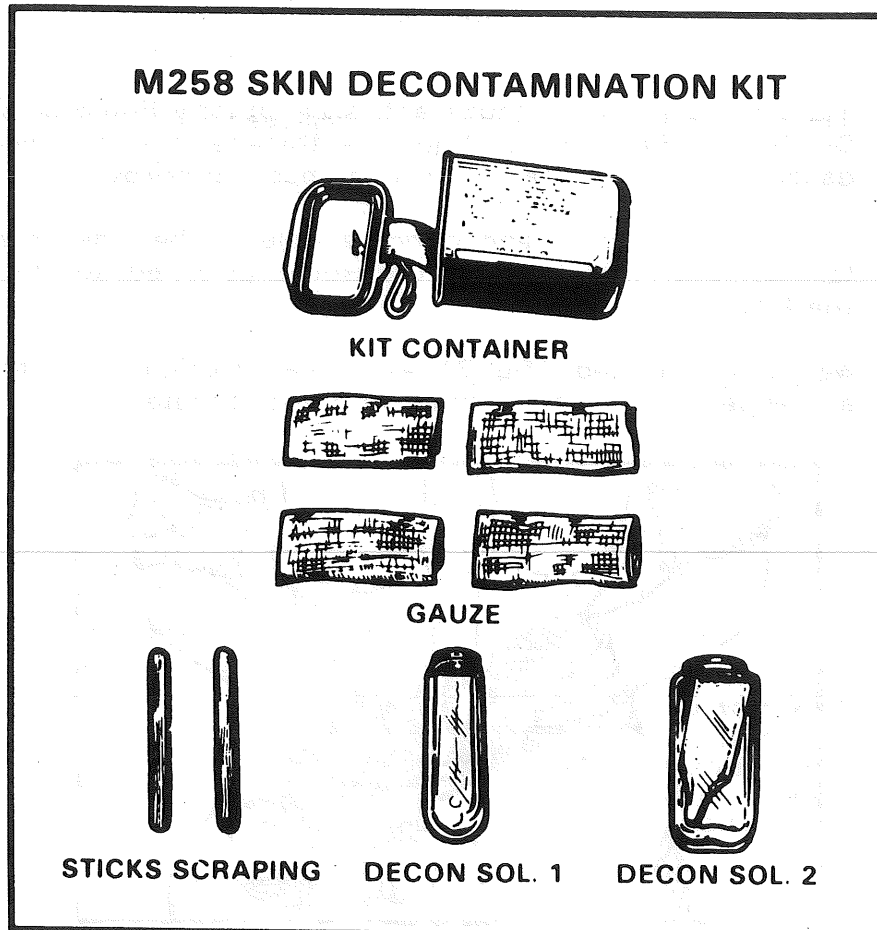 M258 SKIN DECONTAMINATION KIT
KIT CONTAINER
GAUZE
STICKS SCRAPING DECON SOL. 1 DECON SOL. 2